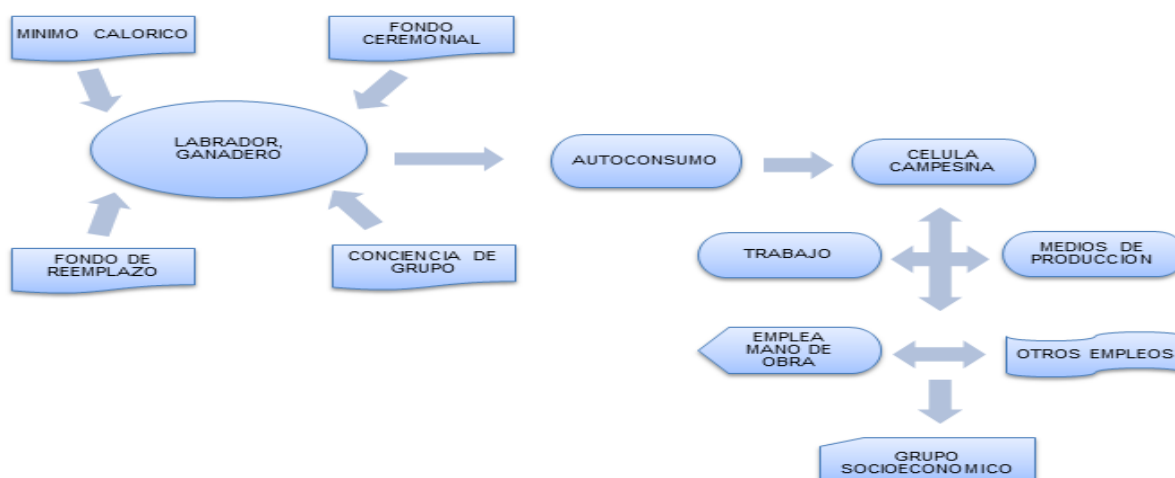 MINIMO CALORICO
FONDO
CEREMONIAL
LABRADOR,
GANADERO
AUTOCONSUMO
CELULA
CAMPESINA
FONDO DE
REEMPLAZO
CONCIENCIA DE
GRUPO
TRABAJO
MEDIOS DE
PRODUCCION
EMPLEA
MANO DE
OBRA
OTROS EMPLEOS
GRUPO
SOCIOECONOMICO